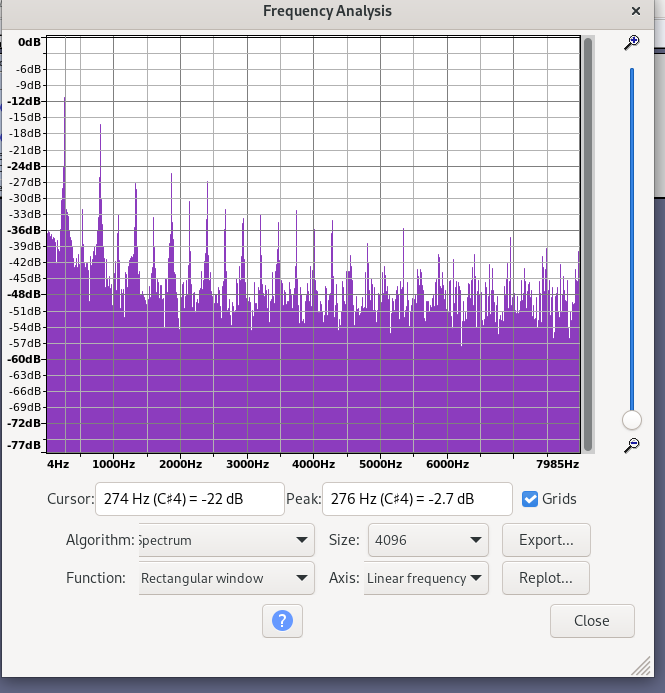 Frequency Analysis ×
0dB
-6dB
-9dB
-12dB
-15dB
-18dB
-21dB
-24dB
-27dB
-30dB
-33dB
-36dB
-39dB
-42dB
-45dB
-48dB
-51dB
-54dB
-57dB
-60dB
-63dB
-66dB
-69dB
-72dB
-77dB
4Hz 1000Hz 2000Hz 3000Hz 4000Hz 5000Hz 6000Hz 7985Hz
Cursor: 274 Hz (C♯4) = -22 dB Peak: 276 Hz (C♯4) = -2.7 dB Grids
Algorithm: Spectrum Size: 4096 Export...
Function: Rectangular window Axis: Linear frequency Replot...
? Close